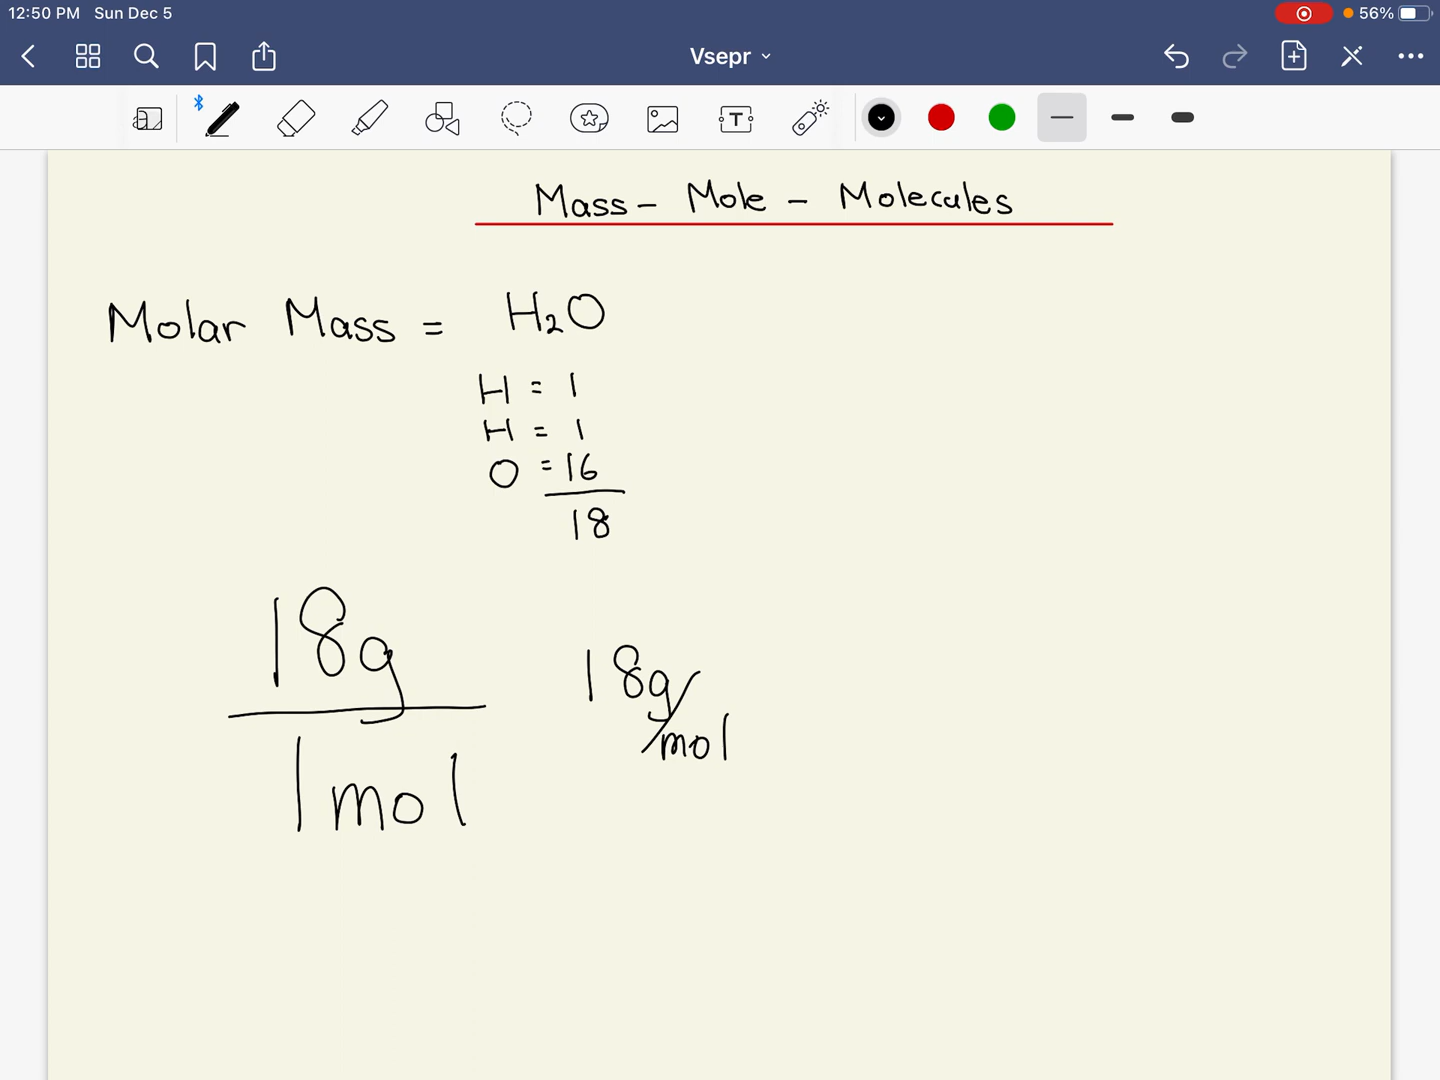 12:50 PM Sun Dec 5 56%
Vsepr
a T
Mass - Mole - Molecules
Molar Mass = H₂O
H = 1
H = 1
O = 16
18
18g
1mol
18g/mol